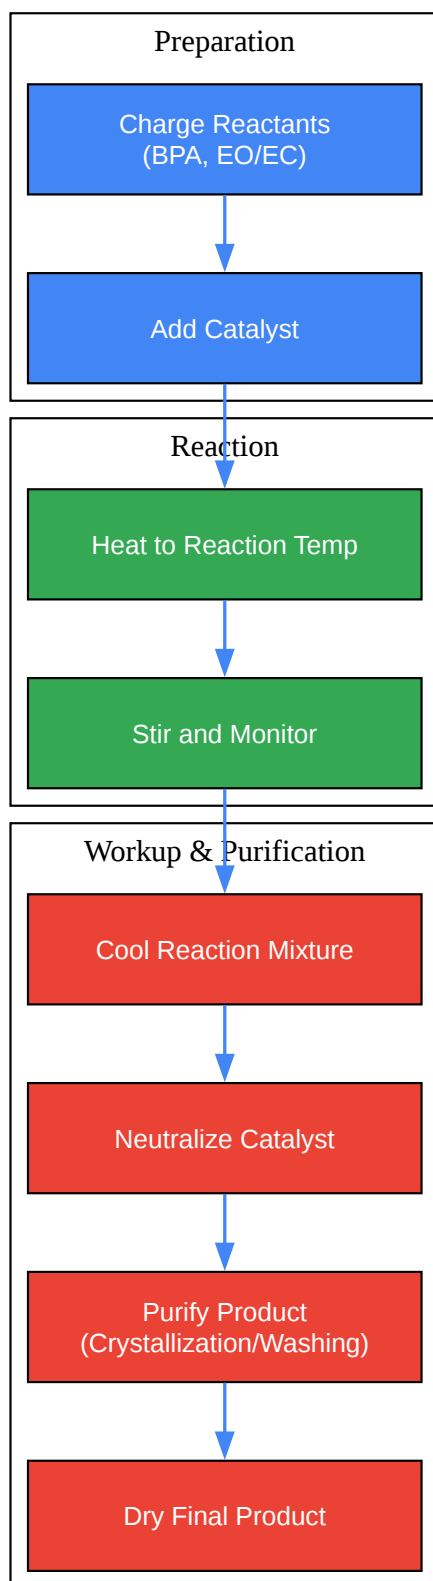 Preparation
Charge Reactants
(BPA, EO/EC)
Add Catalyst
Reaction
Heat to Reaction Temp
Stir and Monitor
Workup & Purification
Cool Reaction Mixture
Neutralize Catalyst
Purify Product
(Crystallization/Washing)
Dry Final Product